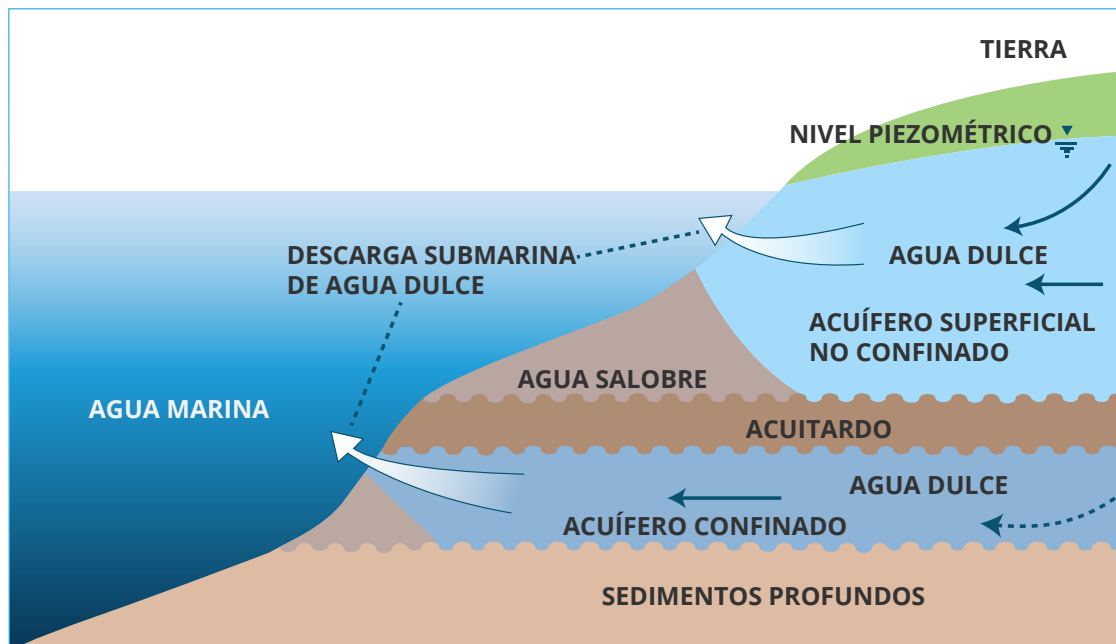 TIERRA
NIVEL PIEZOMÉTRICO
DESCARGA SUBMARINA
DE AGUA DULCE
AGUA DULCE
ACUÍFERO SUPERFICIAL
NO CONFINADO
AGUA SALOBRE
AGUA MARINA
ACUITARDO
AGUA DULCE
ACUÍFERO CONFINADO
SEDIMENTOS PROFUNDOS